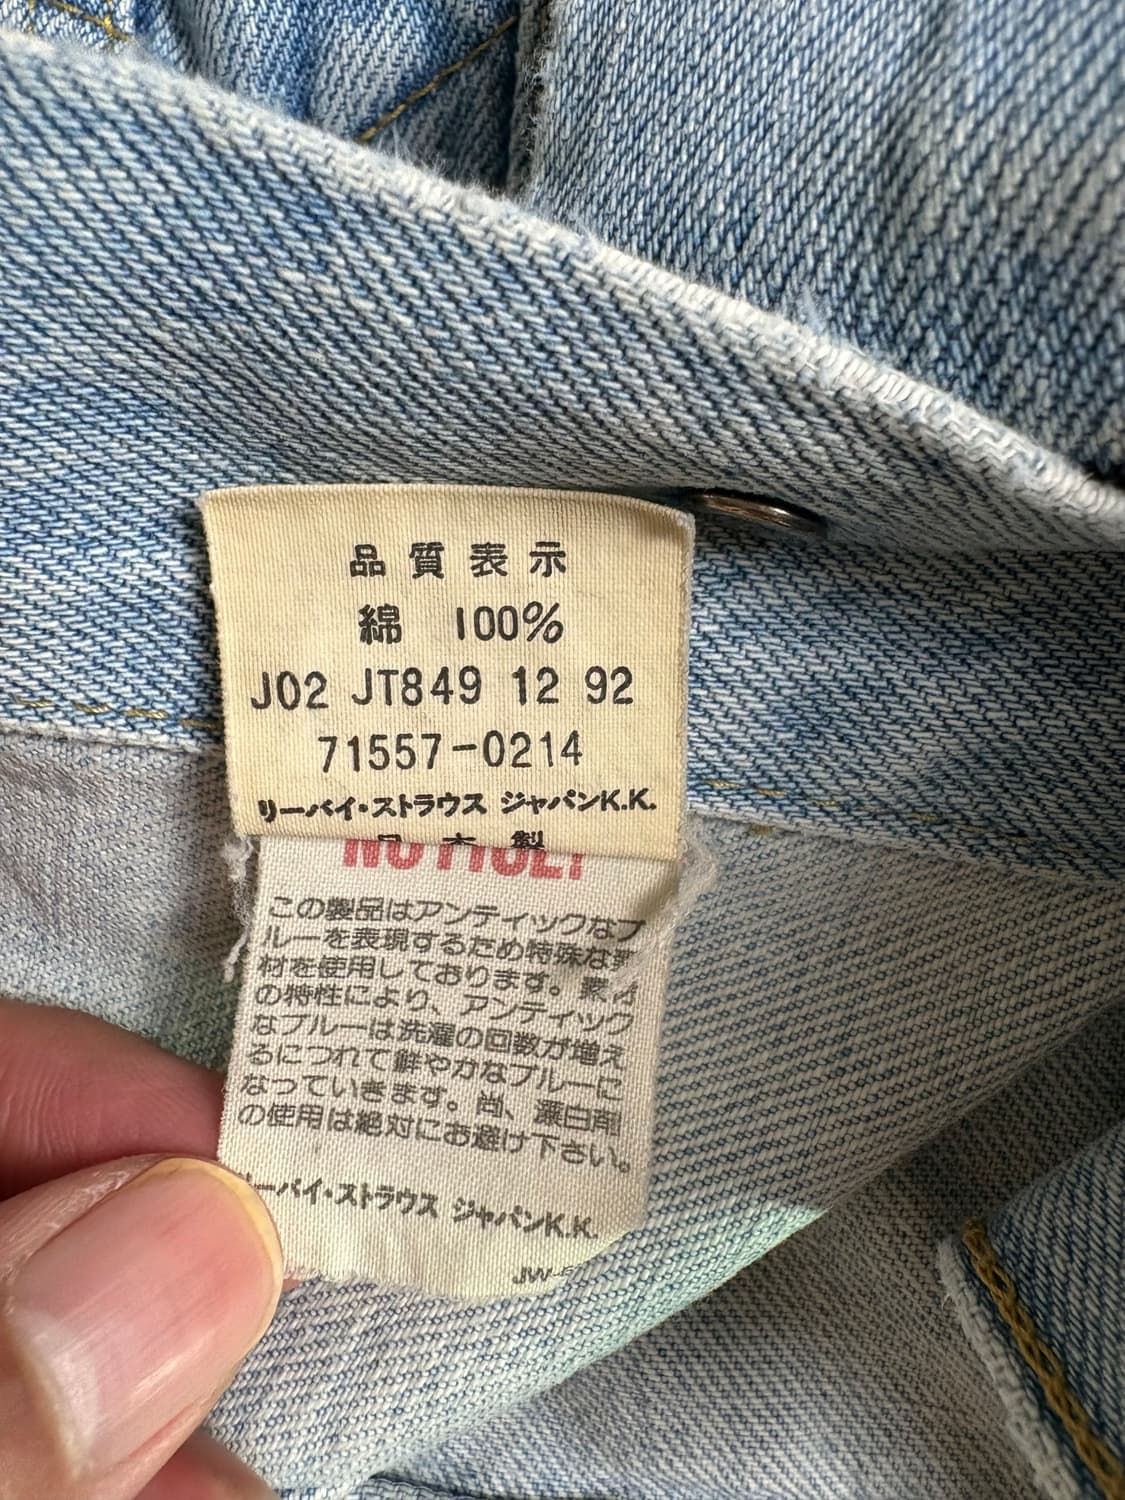 品質表示
綿 100%
J02 JT849 12 92
71557-0214
リーバイ・ストラウス ジャパンK.K.
日本製
NOTICE!
この製品はアンティックなブ
ルーを表現するため特殊な素
材を使用しております。素材
の特性により、アンティック
なブルーは洗濯の回数が増え
るにつれて鮮やかなブルーに
なっていきます。尚、漂白剤
の使用は絶対にお避け下さい。
リーバイ・ストラウス ジャパンK.K.
JW-